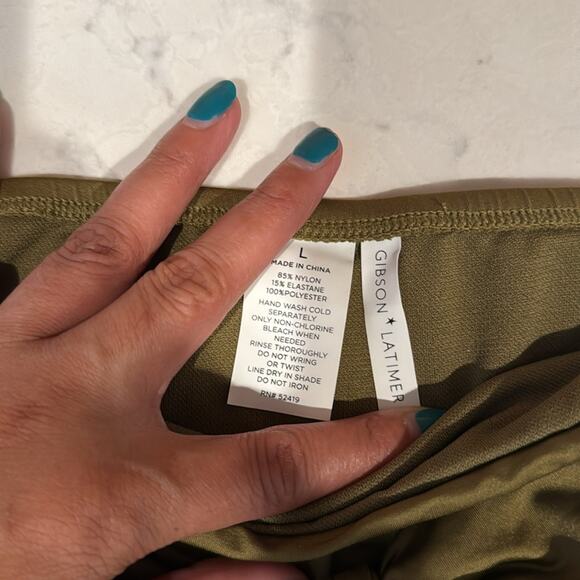 L
MADE IN CHINA
85% NYLON
15% ELASTANE
100%POLYESTER
HAND WASH COLD
SEPARATELY
ONLY NON-CHLORINE
BLEACH WHEN
NEEDED
RINSE THOROUGHLY
DO NOT WRING
OR TWIST
LINE DRY IN SHADE
DO NOT IRON
RN# 52419
GIBSON ★ LATIMER